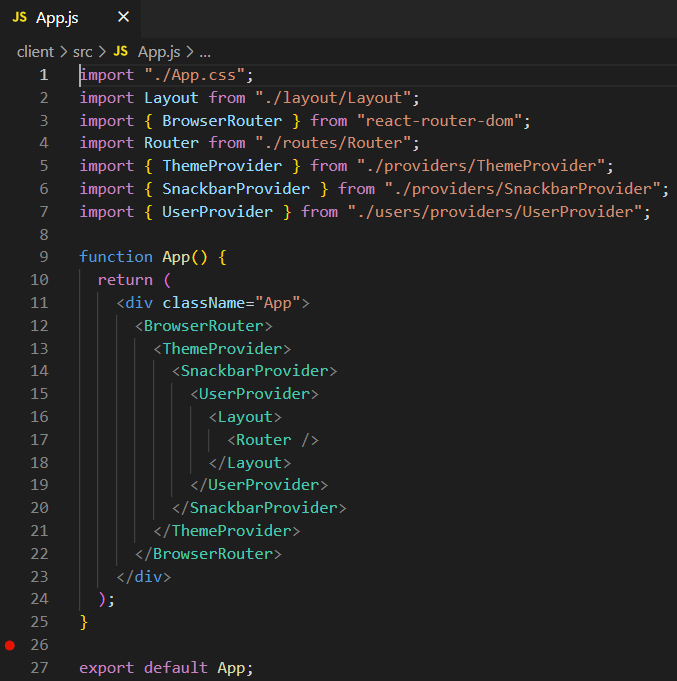 JS App.js ×
client > src > JS App.js > ...
1 import "./App.css";
2 import Layout from "./layout/Layout";
3 import { BrowserRouter } from "react-router-dom";
4 import Router from "./routes/Router";
5 import { ThemeProvider } from "./providers/ThemeProvider";
6 import { SnackbarProvider } from "./providers/SnackbarProvider";
7 import { UserProvider } from "./users/providers/UserProvider";
8
9 function App() {
10   return (
11     <div className="App">
12       <BrowserRouter>
13         <ThemeProvider>
14           <SnackbarProvider>
15             <UserProvider>
16               <Layout>
17                 <Router />
18               </Layout>
19             </UserProvider>
20           </SnackbarProvider>
21         </ThemeProvider>
22       </BrowserRouter>
23     </div>
24   );
25 }
26
27 export default App;